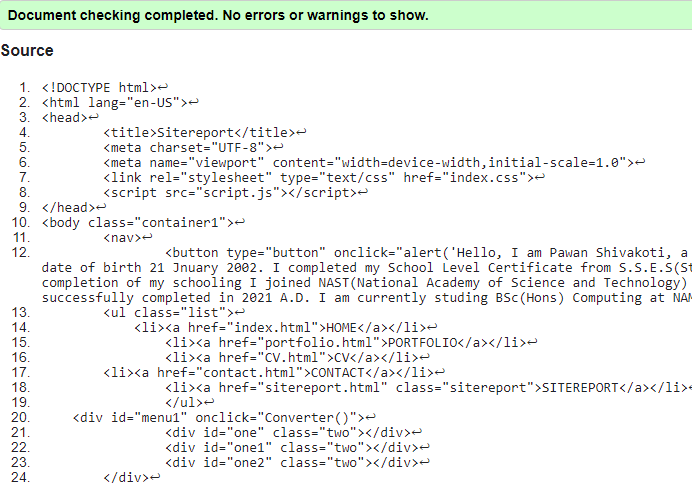 Document checking completed. No errors or warnings to show.
Source
1. <!DOCTYPE html>↩
2. <html lang="en-US">↩
3. <head>↩
4. <title>Sitereport</title>↩
5. <meta charset="UTF-8">↩
6. <meta name="viewport" content="width=device-width,initial-scale=1.0">↩
7. <link rel="stylesheet" type="text/css" href="index.css">↩
8. <script src="script.js"></script>↩
9. </head>↩
10. <body class="container1">↩
11. <nav>↩
12. <button type="button" onclick="alert('Hello, I am Pawan Shivakoti, a
date of birth 21 Jnuary 2002. I completed my School Level Certificate from S.S.E.S(St
completion of my schooling I joined NAST(National Academy of Science and Technology)
successfully completed in 2021 A.D. I am currently studing BSc(Hons) Computing at NAM
13. <ul class="list">↩
14. <li><a href="index.html">HOME</a></li>↩
15. <li><a href="portfolio.html">PORTFOLIO</a></li>↩
16. <li><a href="CV.html">CV</a></li>↩
17. <li><a href="contact.html">CONTACT</a></li>↩
18. <li><a href="sitereport.html" class="sitereport">SITEREPORT</a></li>↩
19. </ul>↩
20. <div id="menu1" onclick="Converter()">↩
21. <div id="one" class="two"></div>↩
22. <div id="one1" class="two"></div>↩
23. <div id="one2" class="two"></div>↩
24. </div>↩